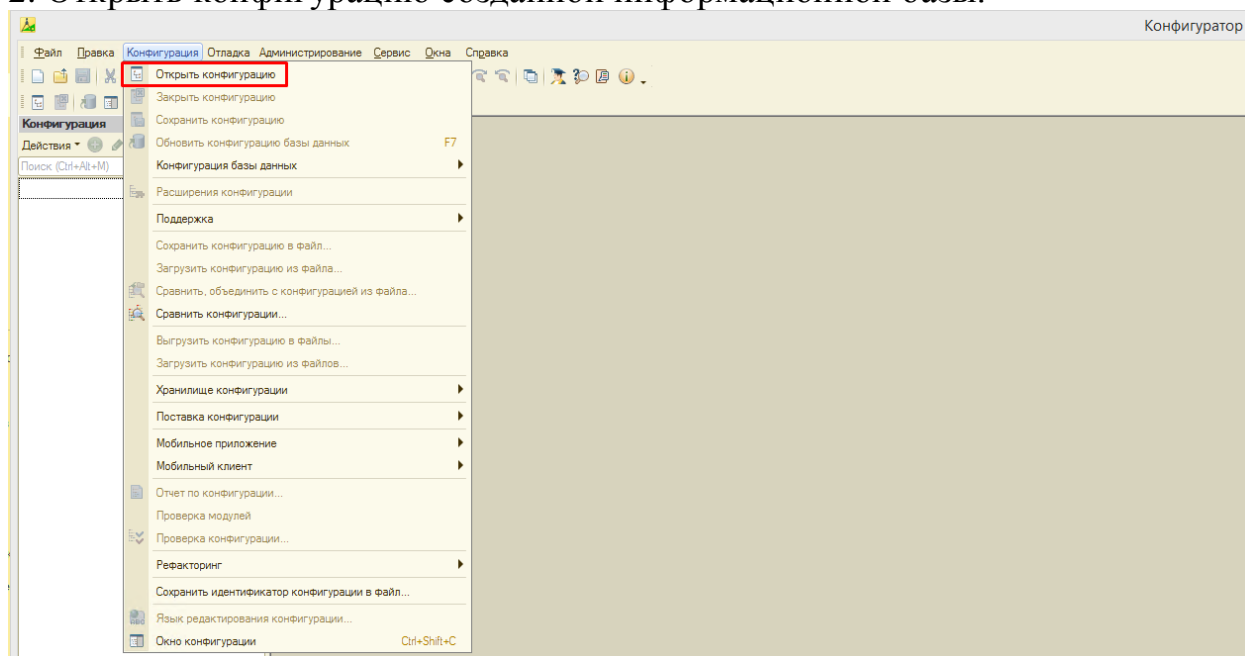 2. Открыть конфигурацию созданной информационной базы.
Конфигуратор
Файл Правка Конфигурация Отладка Администрирование Сервис Окна Справка
Конфигурация
Действия
Поиск (Ctrl+Alt+M)
Открыть конфигурацию
Закрыть конфигурацию
Сохранить конфигурацию
Обновить конфигурацию базы данных F7
Конфигурация базы данных
Расширения конфигурации
Поддержка
Сохранить конфигурацию в файл...
Загрузить конфигурацию из файла...
Сравнить, объединить с конфигурацией из файла...
Сравнить конфигурации...
Выгрузить конфигурацию в файлы...
Загрузить конфигурацию из файлов...
Хранилище конфигурации
Поставка конфигурации
Мобильное приложение
Мобильный клиент
Отчет по конфигурации...
Проверка модулей
Проверка конфигурации...
Рефакторинг
Сохранить идентификатор конфигурации в файл...
Язык редактирования конфигурации...
Окно конфигурации Ctrl+Shift+C